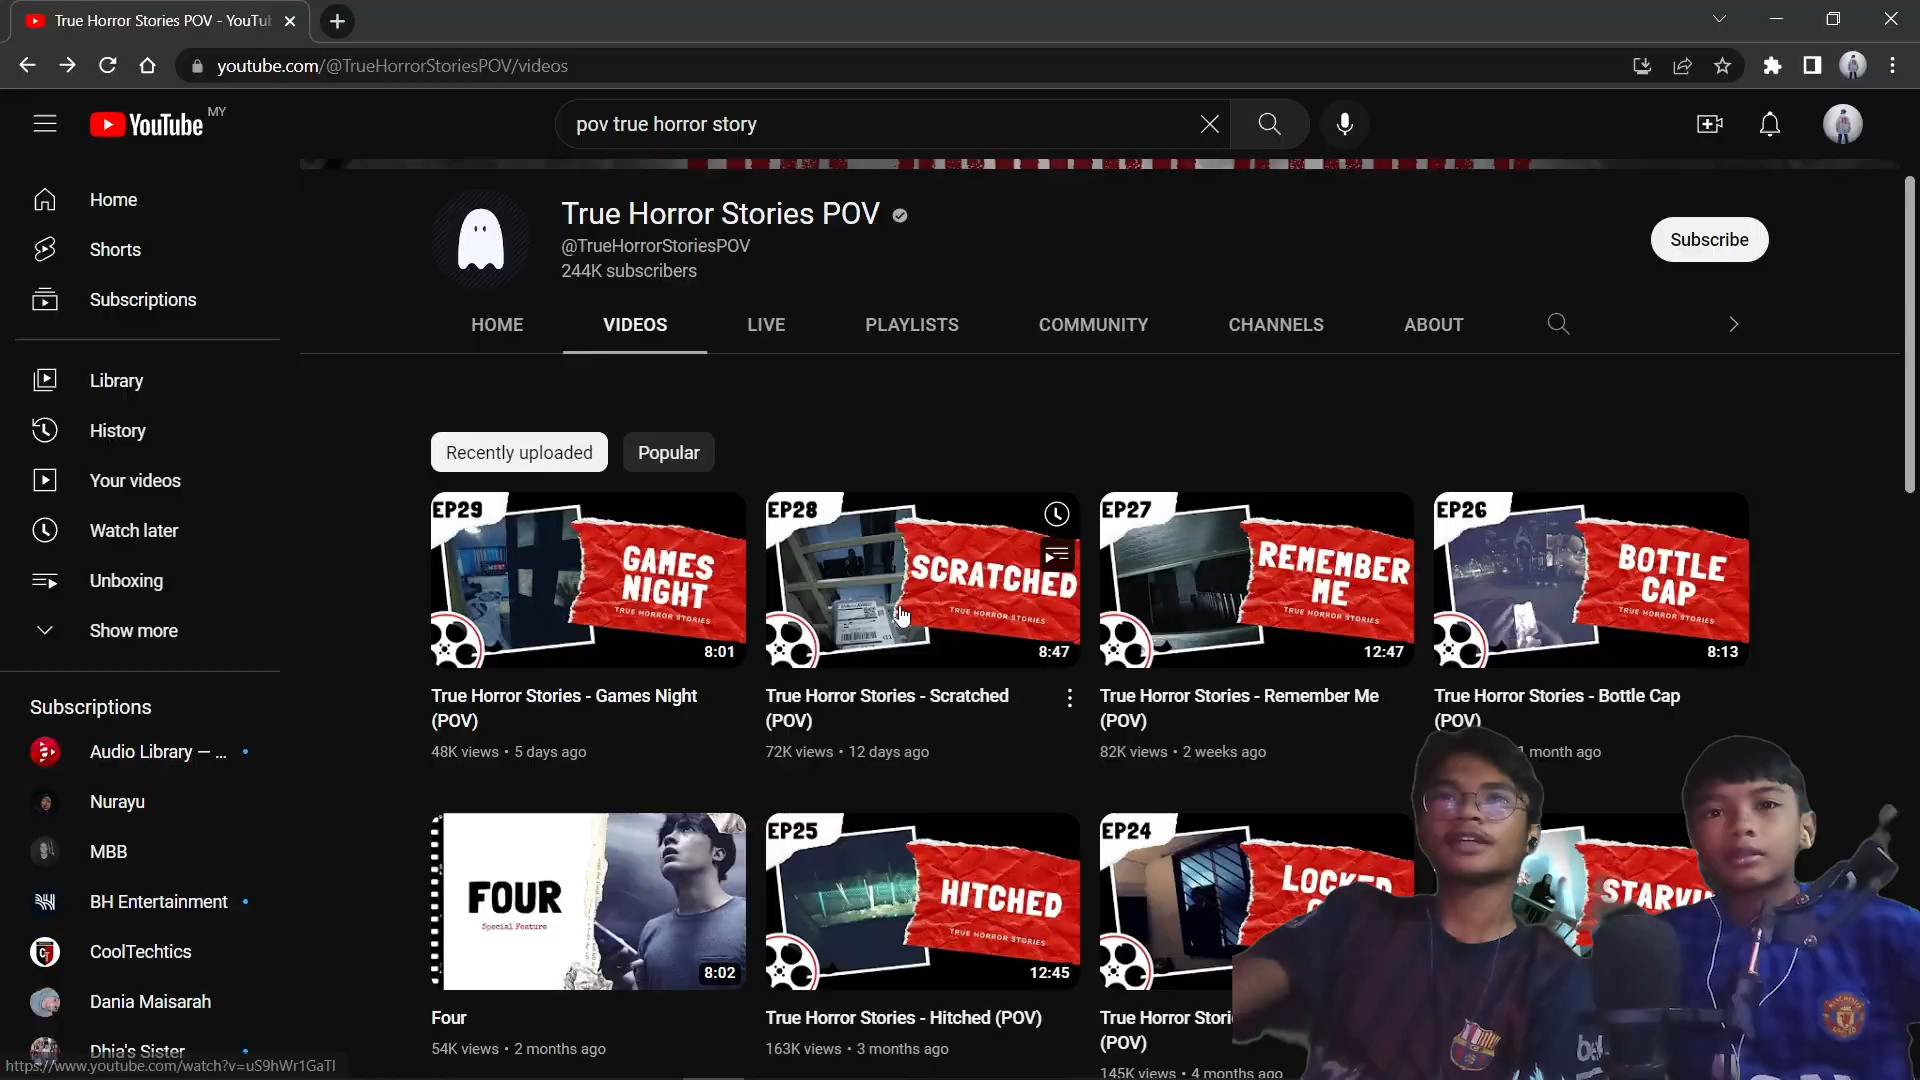 True Horror Stories POV - YouTu
youtube.com/@TrueHorrorStoriesPOV/videos
YouTube MY
pov true horror story
Home
Shorts
Subscriptions
Library
History
Your videos
Watch later
Unboxing
Show more
Subscriptions
Audio Library — ...
Nurayu
MBB
BH Entertainment
CoolTechtics
Dania Maisarah
Dhia's Sister
https://www.youtube.com/watch?v=uS9hWr1GaTI
True Horror Stories POV
@TrueHorrorStoriesPOV
244K subscribers
Subscribe
HOME
VIDEOS
LIVE
PLAYLISTS
COMMUNITY
CHANNELS
ABOUT
Recently uploaded
Popular
EP29
GAMES
NIGHT
TRUE HORROR STORIES
8:01
True Horror Stories - Games Night
(POV)
48K views • 5 days ago
EP28
SCRATCHED
TRUE HORROR STORIES
8:47
True Horror Stories - Scratched
(POV)
72K views • 12 days ago
EP27
REMEMBER
ME
TRUE HORROR STORIES
12:47
True Horror Stories - Remember Me
(POV)
82K views • 2 weeks ago
EP26
BOTTLE
CAP
TRUE HORROR STORIES
8:13
True Horror Stories - Bottle Cap
(POV)
1 month ago
FOUR
Special Feature
8:02
Four
54K views • 2 months ago
EP25
HITCHED
TRUE HORROR STORIES
12:45
True Horror Stories - Hitched (POV)
163K views • 3 months ago
EP24
LOCKED
True Horror Stori
(POV)
145K views • 4 months ago
STARVI